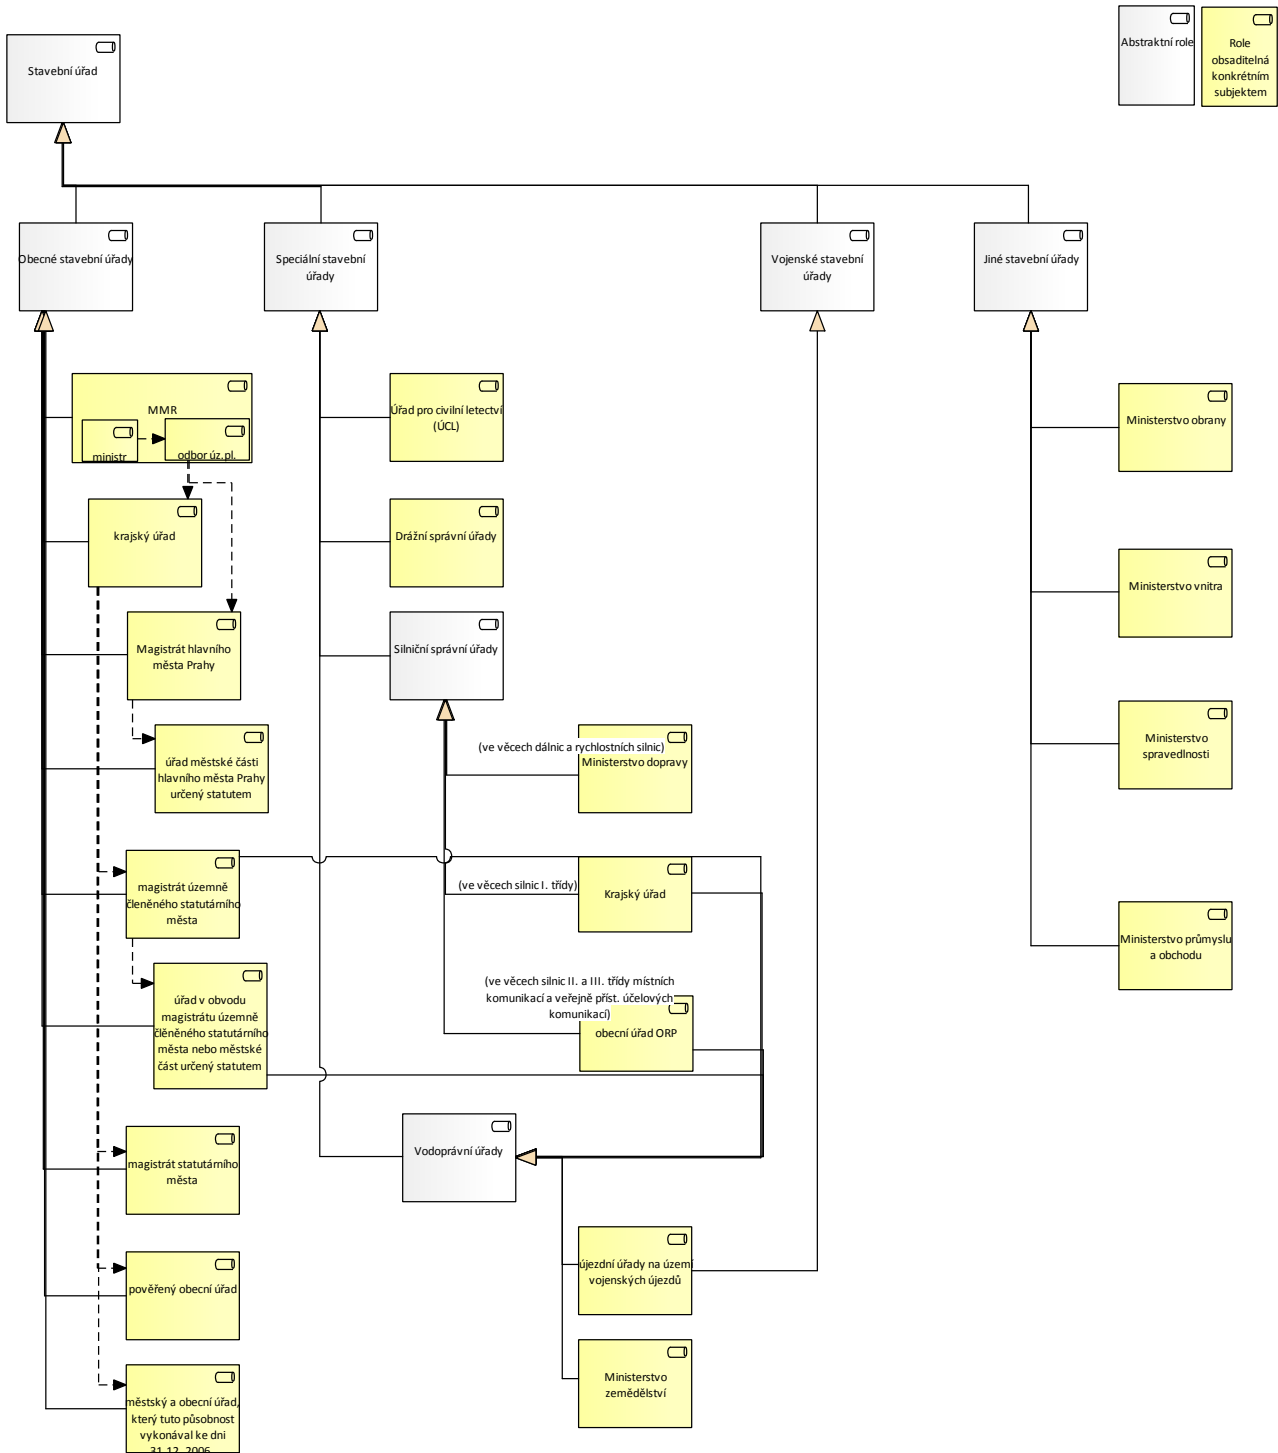 Abstraktní role
Role
obsaditelná
konkrétním
subjektem
Stavební úřad
Obecné stavební úřady
Speciální stavební
úřady
Vojenské stavební
úřady
Jiné stavební úřady
MMR
ministr
odbor úz.pl.
krajský úřad
Magistrát hlavního
města Prahy
úřad městské části
hlavního města Prahy
určený statutem
magistrát územně
členěného statutárního
města
úřad v obvodu
magistrátu územně
člěněného statutárního
města nebo městské
část určený statutem
magistrát statutárního
města
pověřený obecní úřad
městský a obecní úřad,
který tuto působnost
vykonával ke dni
31.12. 2006
Úřad pro civilní letectví
(ÚCL)
Drážní správní úřady
Silniční správní úřady
(ve věcech dálnic a rychlostních silnic)
Ministerstvo dopravy
(ve věcech silnic I. třídy)
Krajský úřad
(ve věcech silnic II. a III. třídy místních
komunikací a veřejně příst. účelových
komunikací)
obecní úřad ORP
Vodoprávní úřady
újezdní úřady na území
vojenských újezdů
Ministerstvo
zemědělství
Ministerstvo obrany
Ministerstvo vnitra
Ministerstvo
spravedlnosti
Ministerstvo průmyslu
a obchodu